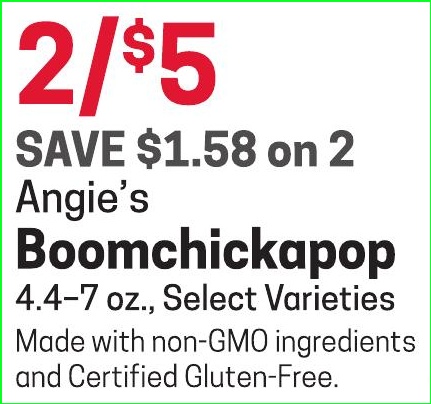 2/$5
SAVE $1.58 on 2
Angie's
Boomchickapop
4.4–7 oz., Select Varieties
Made with non-GMO ingredients
and Certified Gluten-Free.